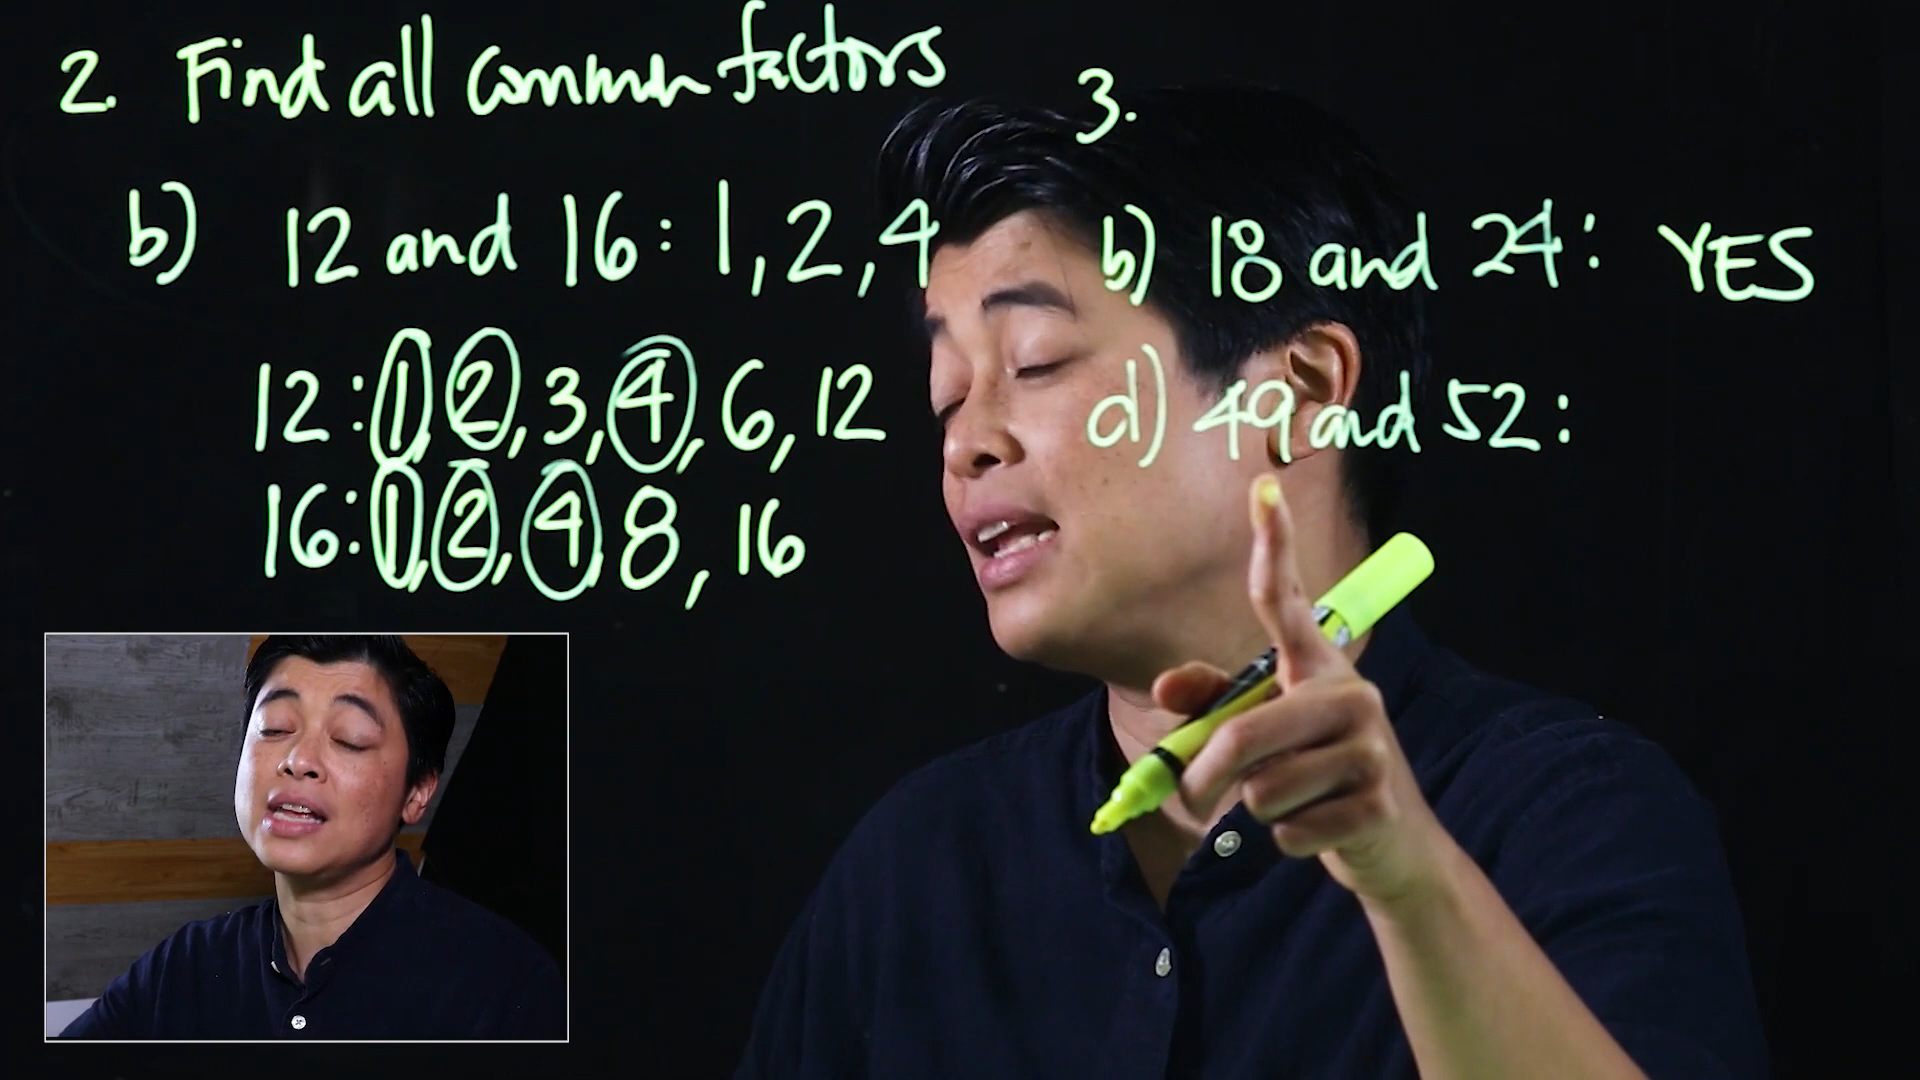 2. Find all common factors
b) 12 and 16: 1, 2, 4
12: 1, 2, 3, 4, 6, 12
16: 1, 2, 4, 8, 16
3.
b) 18 and 24: YES
d) 49 and 52: